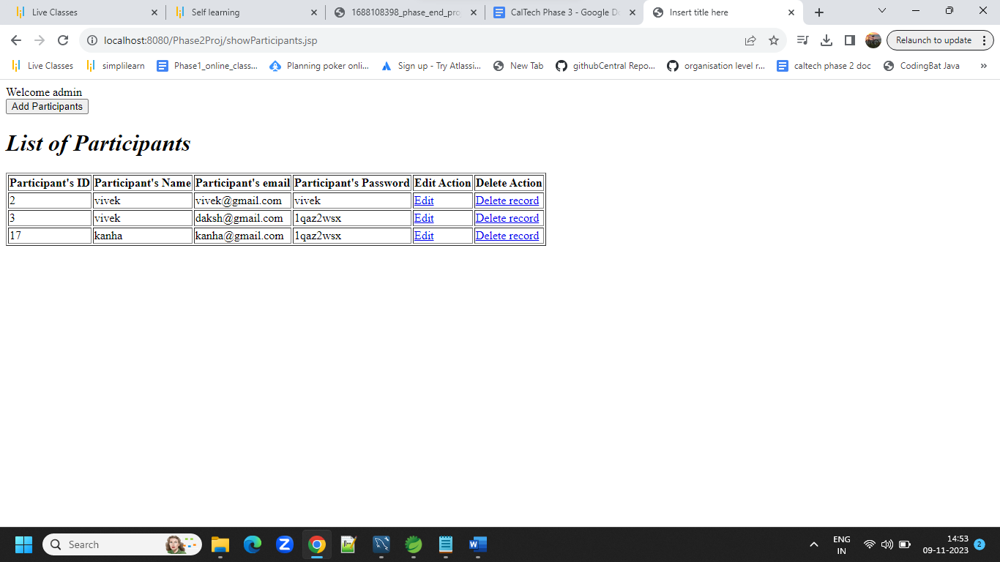 Live Classes
Self learning
1688108398_phase_end_pro
CalTech Phase 3 - Google Do
Insert title here
localhost:8080/Phase2Proj/showParticipants.jsp
Relaunch to update
Live Classes
simplilearn
Phase1_online_class...
Planning poker onli...
Sign up - Try Atlassi...
New Tab
githubCentral Repo...
organisation level r...
caltech phase 2 doc
CodingBat Java
»
Welcome admin
Add Participants
List of Participants
Participant's ID Participant's Name Participant's email Participant's Password Edit Action Delete Action
2 vivek vivek@gmail.com vivek Edit Delete record
3 vivek daksh@gmail.com 1qaz2wsx Edit Delete record
17 kanha kanha@gmail.com 1qaz2wsx Edit Delete record
Search
ENG
IN
14:53
09-11-2023
2